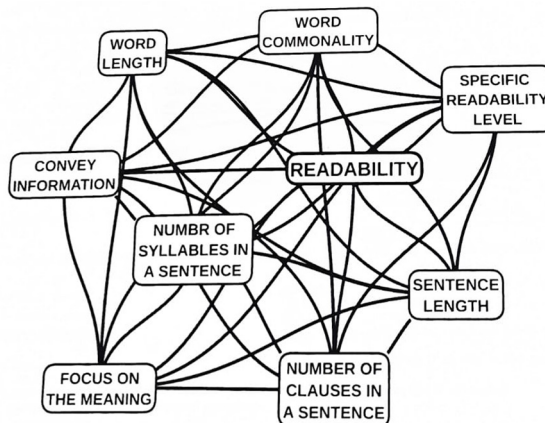 WORD
COMMONALITY
WORD
LENGTH
SPECIFIC
READABILITY
LEVEL
CONVEY
INFORMATION
READABILITY
NUMBR OF
SYLLABLES IN
A SENTENCE
SENTENCE
LENGTH
FOCUS ON
THE MEANING
NUMBER OF
CLAUSES IN
A SENTENCE